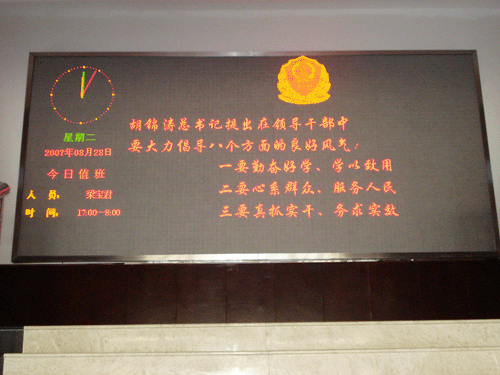 星期二
2007年08月28日
今日值班
人 员： 梁宝君
时 间： 17:00—8:00
胡锦涛总书记提出在领导干部中
要大力倡导八个方面的良好风气：
一要勤奋好学、学以致用
二要心系群众、服务人民
三要真抓实干、务求实效